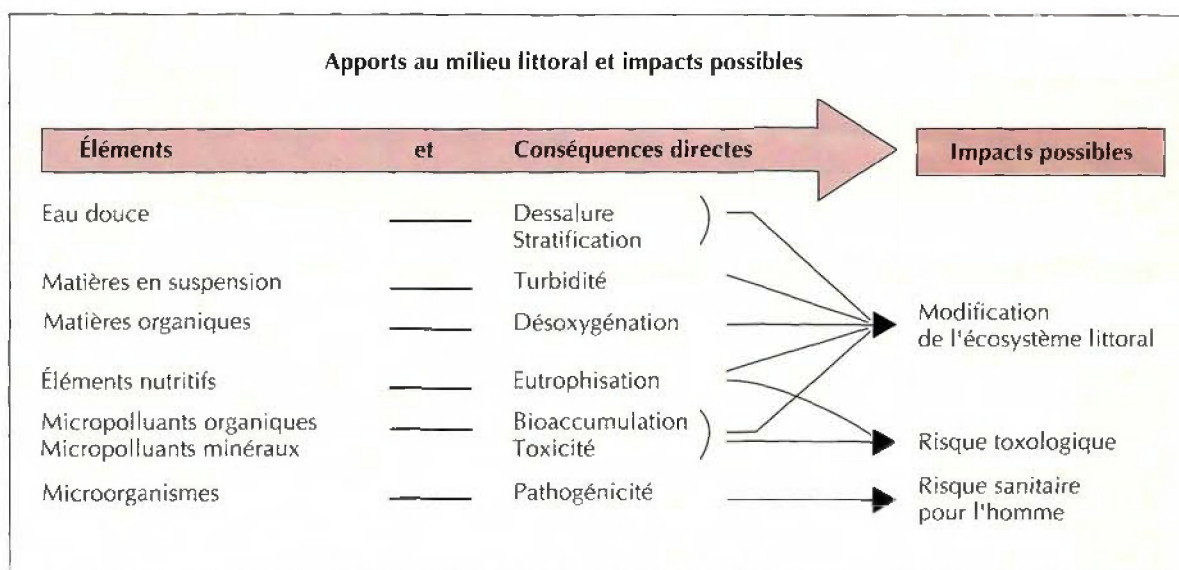 Apports au milieu littoral et impacts possibles
Éléments et Conséquences directes Impacts possibles
Eau douce Dessalure
Stratification
Matières en suspension Turbidité
Matières organiques Désoxygénation
Modification
de l'écosystème littoral
Éléments nutritifs Eutrophisation
Micropolluants organiques Bioaccumulation
Micropolluants minéraux Toxicité
Risque toxologique
Microorganismes Pathogénicité
Risque sanitaire
pour l'homme